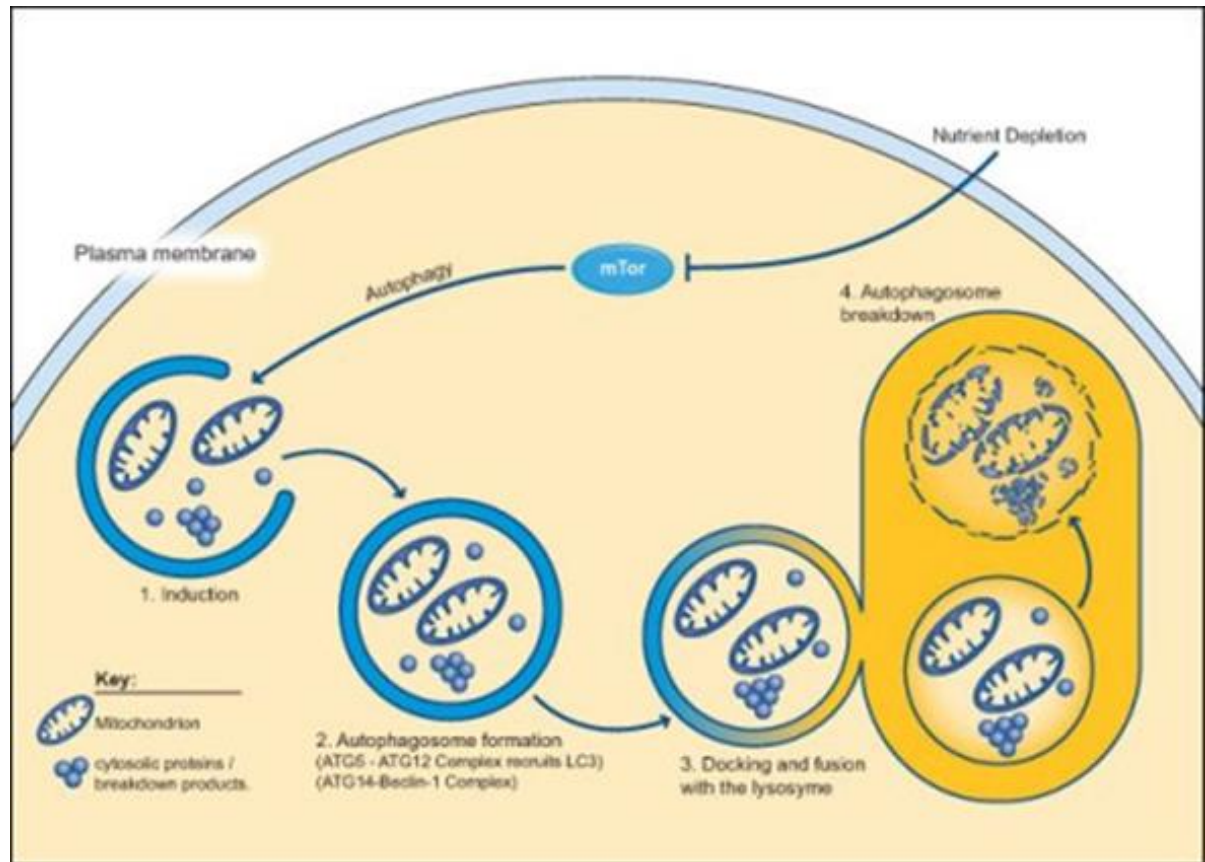 Nutrient Depletion
Plasma membrane
mTor
Autophagy
4. Autophagosome
breakdown
1. Induction
Key:
Mitochondrion
cytosolic proteins /
breakdown products.
2. Autophagosome formation
(ATG5 - ATG12 Complex recruits LC3)
(ATG14-Beclin-1 Complex)
3. Docking and fusion
with the lysosyme